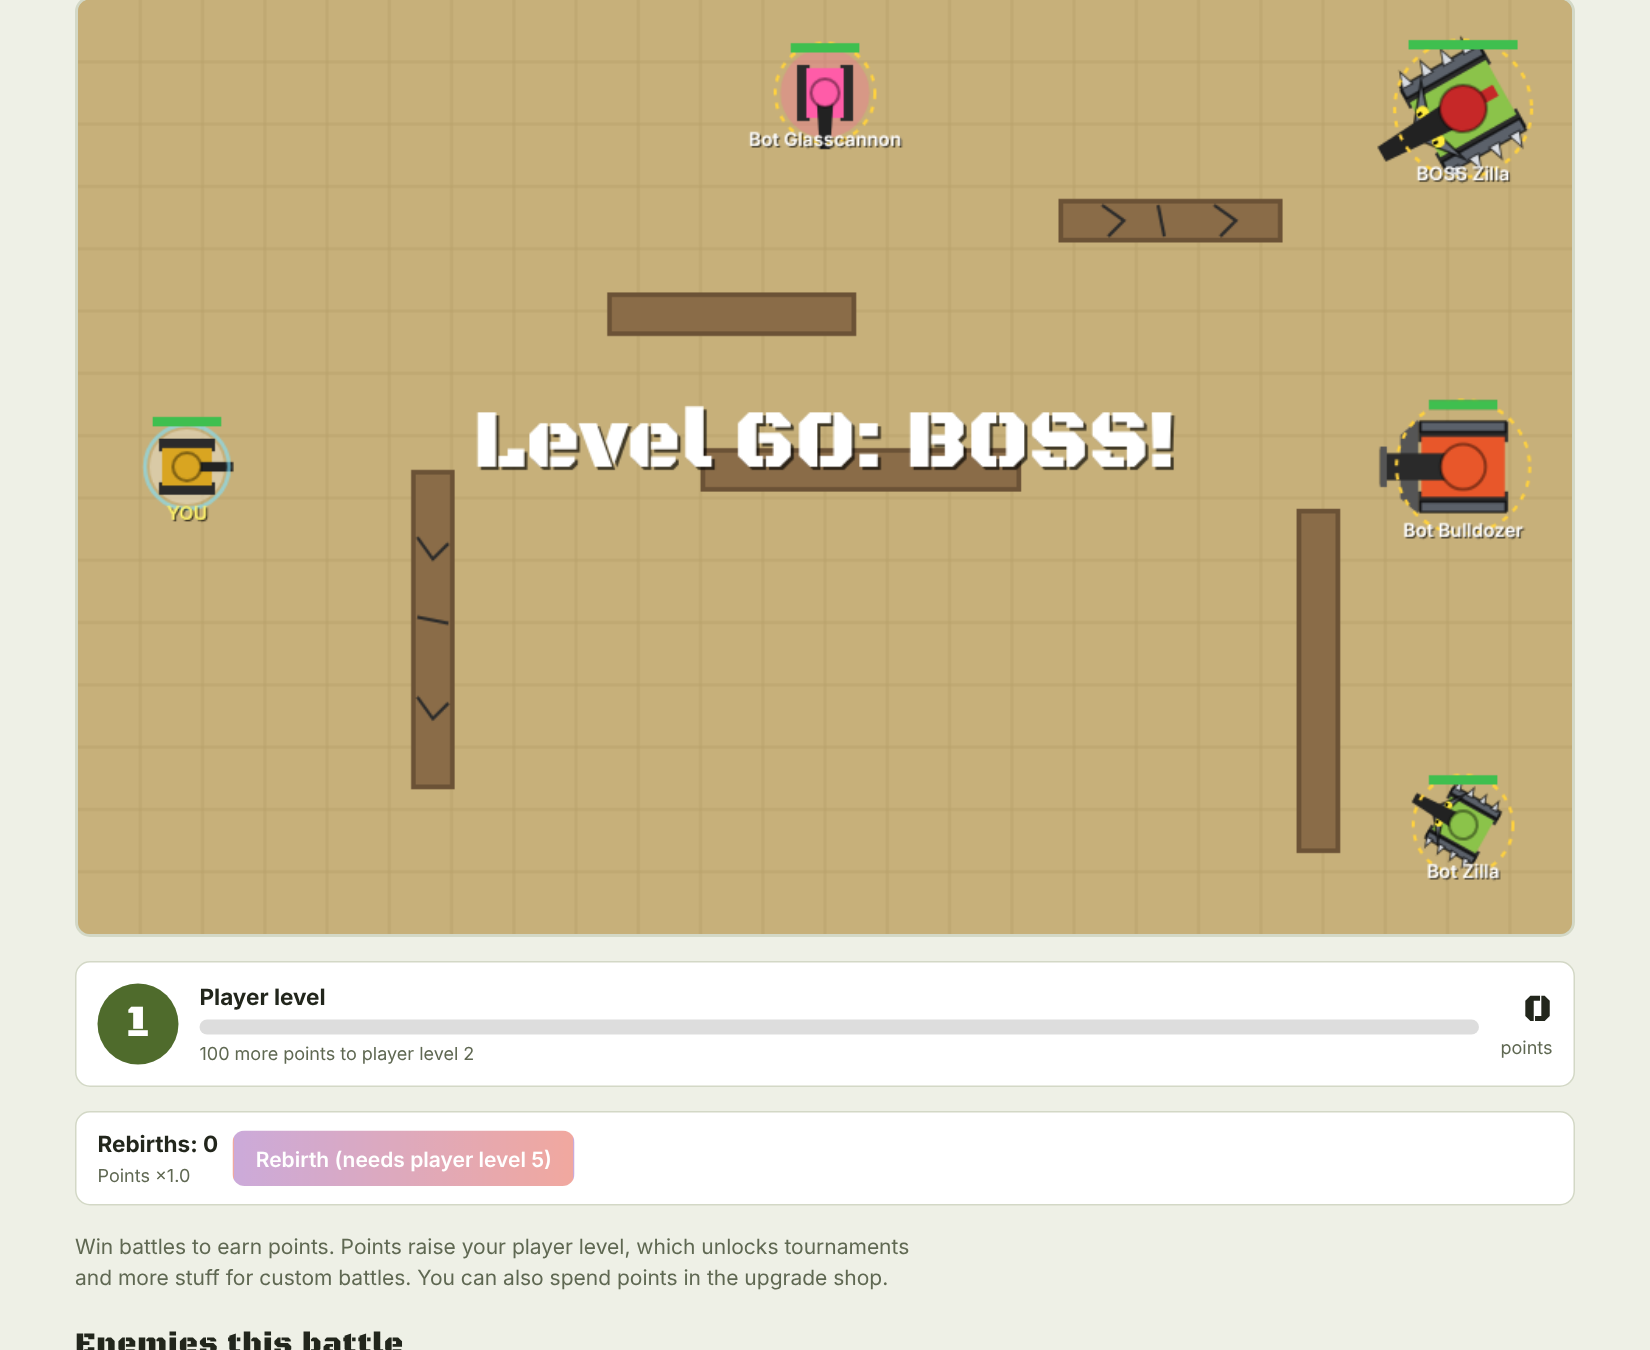 Bot Glasscannon
BOSS Zilla
Level 60: BOSS!
YOU
Bot Bulldozer
Bot Zilla
1
Player level
100 more points to player level 2
0
points
Rebirths: 0
Points ×1.0
Rebirth (needs player level 5)
Win battles to earn points. Points raise your player level, which unlocks tournaments
and more stuff for custom battles. You can also spend points in the upgrade shop.
Enemies this battle